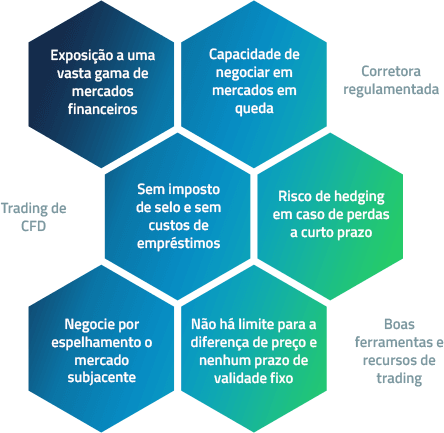 Exposição a uma
vasta gama de
mercados
financeiros
Capacidade de
negociar em
mercados em
queda
Corretora
regulamentada
Trading de
CFD
Sem imposto
de selo e sem
custos de
empréstimos
Risco de hedging
em caso de perdas
a curto prazo
Negocie por
espelhamento o
mercado
subjacente
Não há limite para a
diferença de preço e
nenhum prazo de
validade fixo
Boas
ferramentas e
recursos de
trading